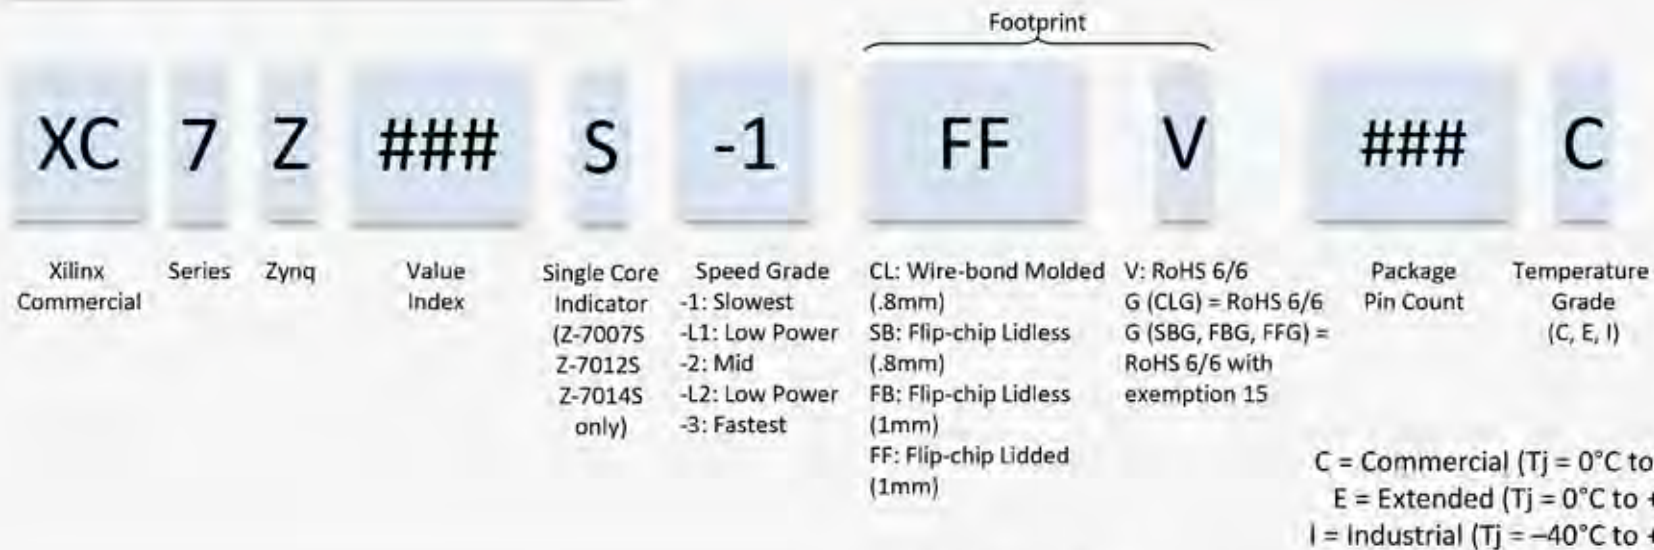 Footprint
XC 7 Z ### S -1 FF V ### C
Xilinx
Commercial
Series
Zynq
Value
Index
Single Core
Indicator
(Z-7007S
Z-7012S
Z-7014S
only)
Speed Grade
-1: Slowest
-L1: Low Power
-2: Mid
-L2: Low Power
-3: Fastest
CL: Wire-bond Molded
(.8mm)
SB: Flip-chip Lidless
(.8mm)
FB: Flip-chip Lidless
(1mm)
FF: Flip-chip Lidded
(1mm)
V: RoHS 6/6
G (CLG) = RoHS 6/6
G (SBG, FBG, FFG) =
RoHS 6/6 with
exemption 15
Package
Pin Count
Temperature
Grade
(C, E, I)
C = Commercial (Tj = 0°C to
E = Extended (Tj = 0°C to +
I = Industrial (Tj = –40°C to +